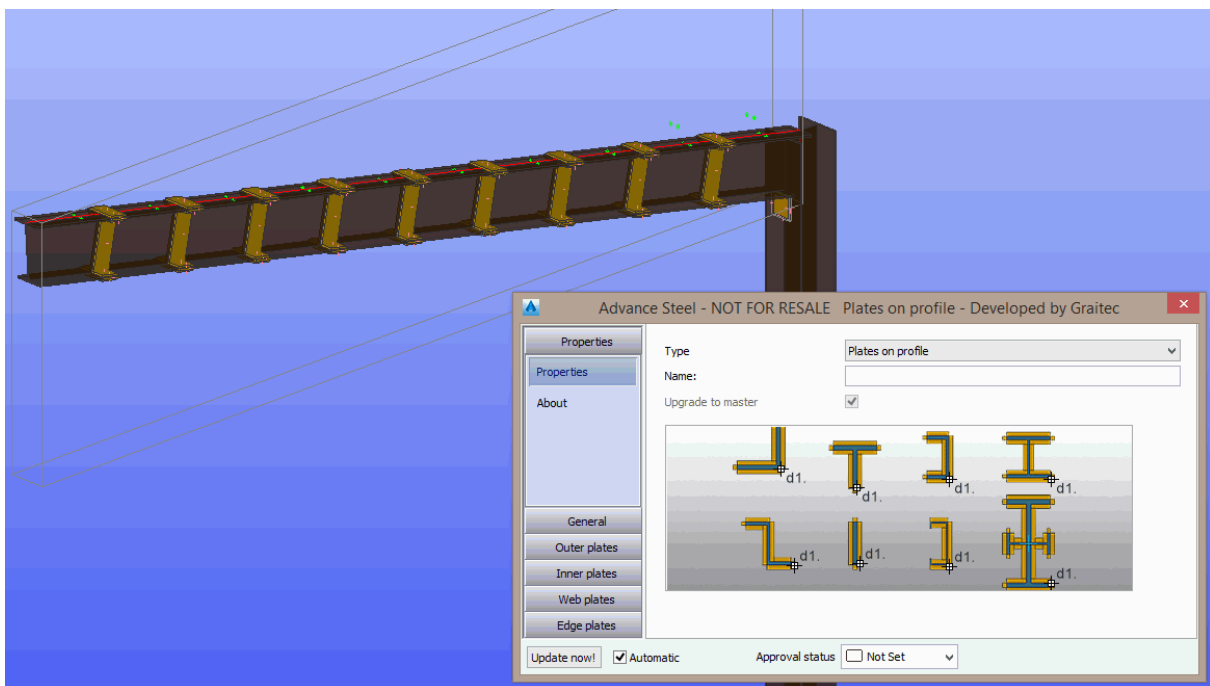 Advance Steel - NOT FOR RESALE Plates on profile - Developed by Graitec
Properties
Properties
About
General
Outer plates
Inner plates
Web plates
Edge plates
Type
Plates on profile
Name:
Upgrade to master
d1.
d1.
d1.
d1.
d1.
d1.
d1.
d1.
Update now!
Automatic
Approval status
Not Set